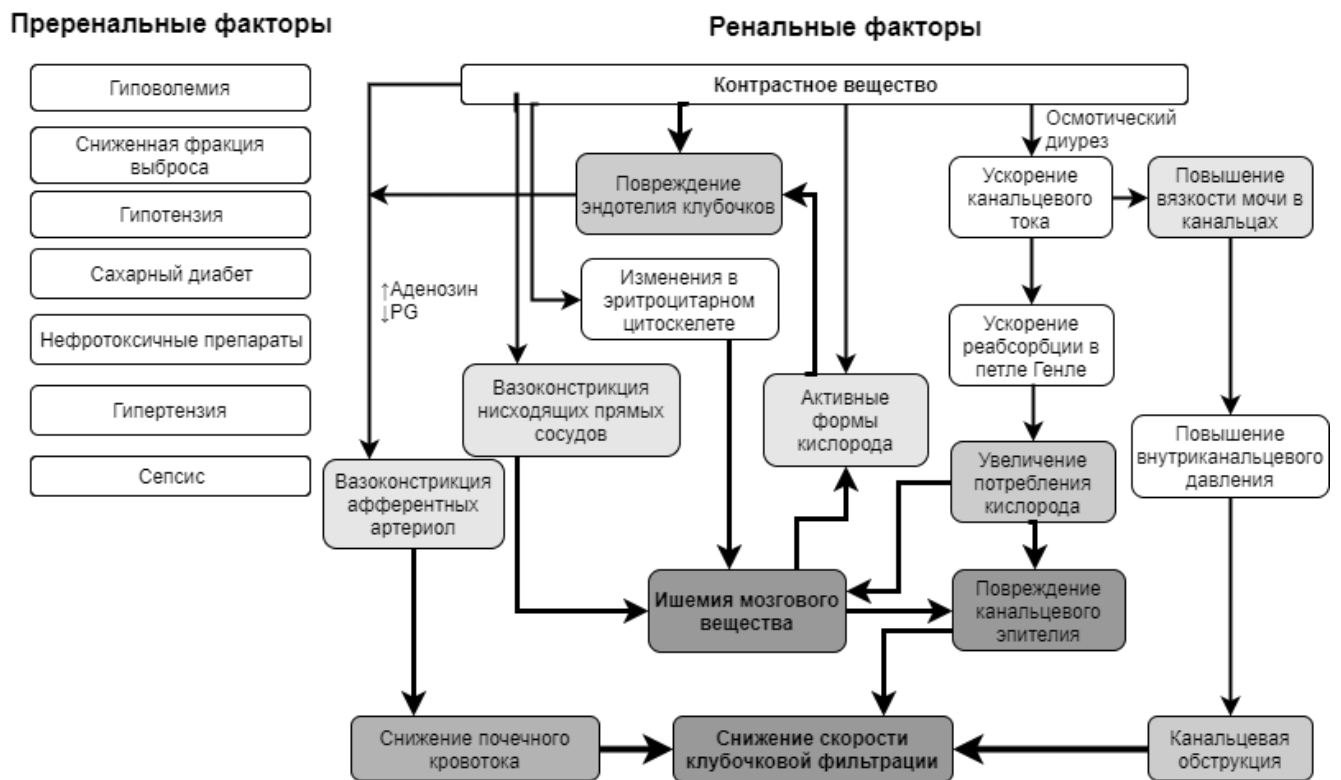 Преренальные факторы
Гиповолемия
Сниженная фракция
выброса
Гипотензия
Сахарный диабет
Нефротоксичные препараты
Гипертензия
Сепсис
Ренальные факторы
Контрастное вещество
Осмотический
диурез
Повреждение
эндотелия клубочков
Ускорение
канальцевого
тока
Повышение
вязкости мочи в
канальцах
↑Аденозин
↓PG
Изменения в
эритроцитарном
цитоскелете
Ускорение
реабсорбции в
петле Генле
Вазоконстрикция
нисходящих прямых
сосудов
Активные
формы
кислорода
Вазоконстрикция
афферентных
артериол
Увеличение
потребления
кислорода
Повышение
внутриканальцевого
давления
Ишемия мозгового
вещества
Повреждение
канальцевого
эпителия
Снижение почечного
кровотока
Снижение скорости
клубочковой фильтрации
Канальцевая
обструкция